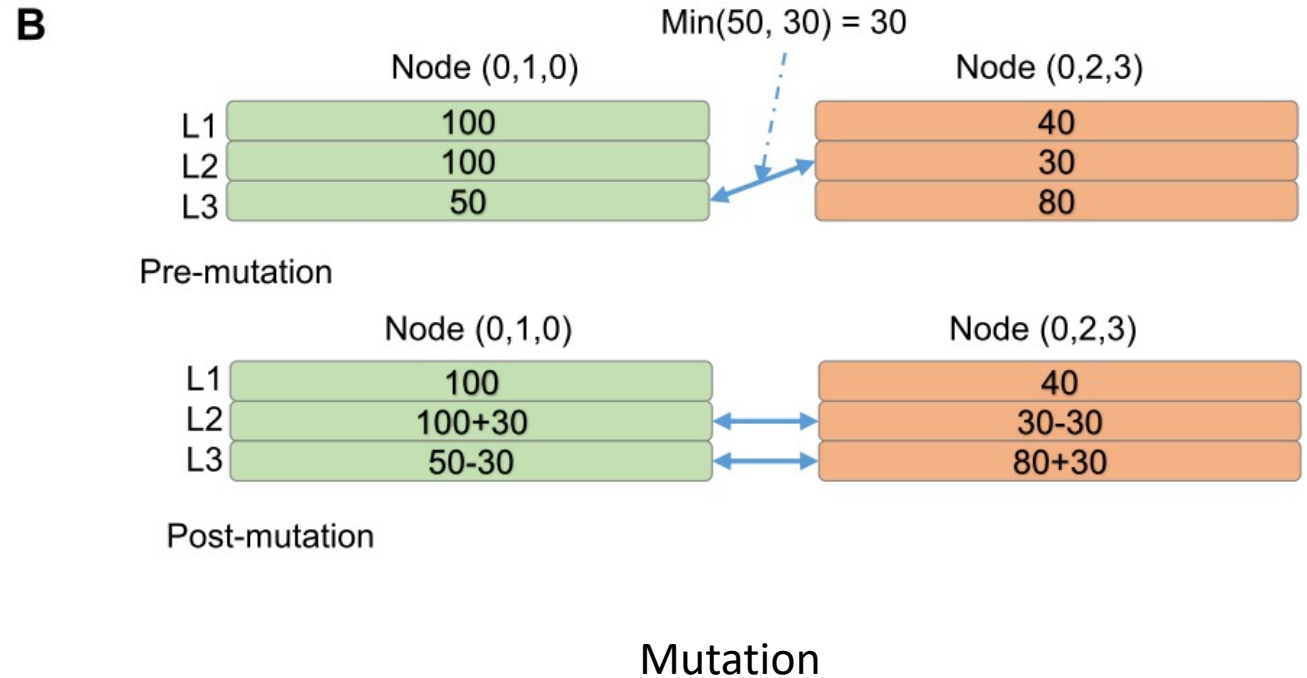 B
Min(50, 30) = 30
Node (0,1,0) Node (0,2,3)
L1 100 40
L2 100 30
L3 50 80
Pre-mutation
Node (0,1,0) Node (0,2,3)
L1 100 40
L2 100+30 30-30
L3 50-30 80+30
Post-mutation
Mutation